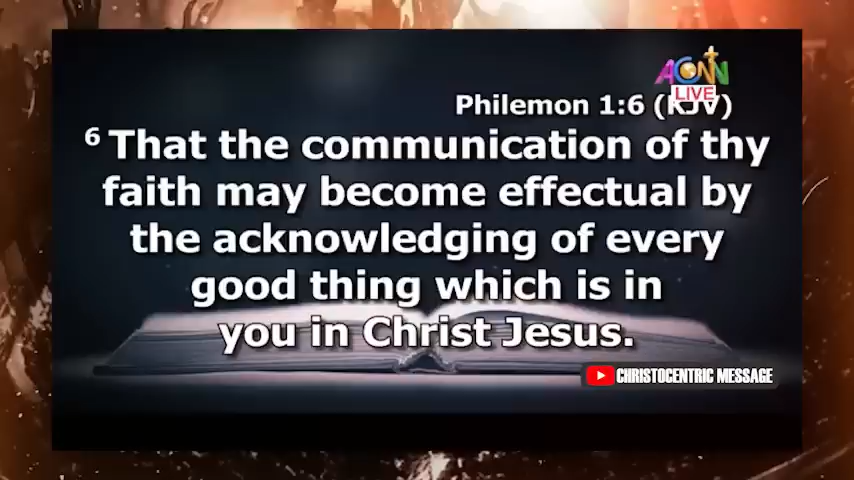 ACNN
LIVE
Philemon 1:6 (KJV)
6 That the communication of thy
faith may become effectual by
the acknowledging of every
good thing which is in
you in Christ Jesus.
CHRISTOCENTRIC MESSAGE